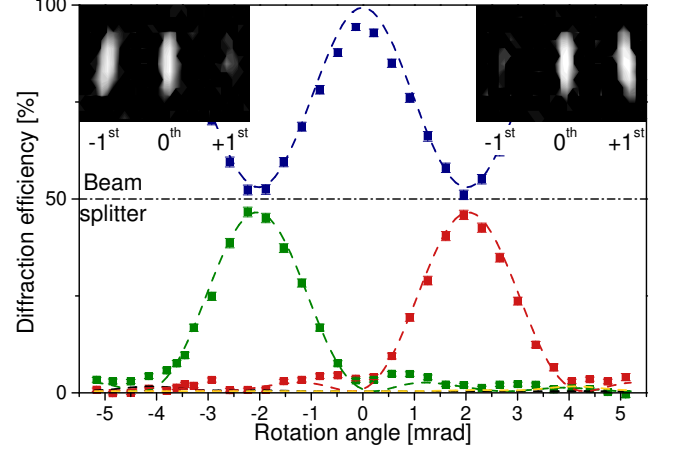 100
-1st 0th +1st
-1st 0th +1st
Beam
splitter
50
0
Diffraction efficiency [%]
-5 -4 -3 -2 -1 0 1 2 3 4 5
Rotation angle [mrad]